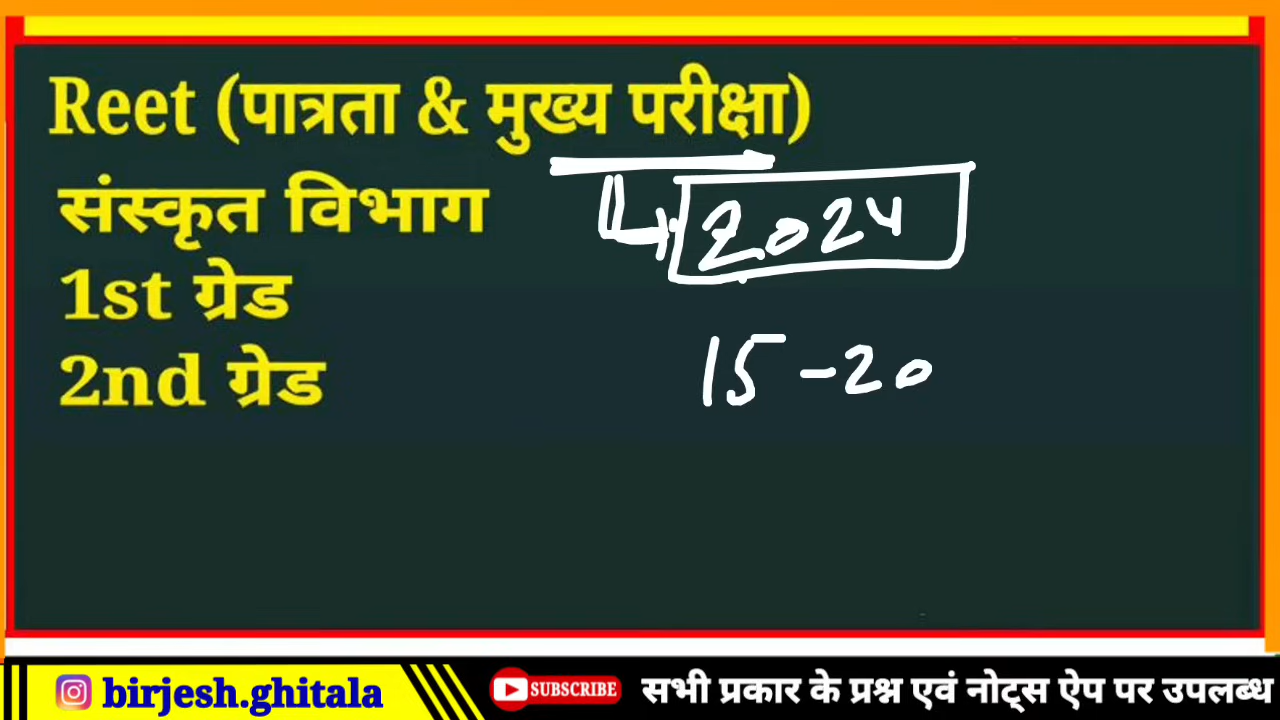 Reet (पात्रता & मुख्य परीक्षा)
संस्कृत विभाग
2024
1st ग्रेड
15-20
2nd ग्रेड
birjesh.ghitala
SUBSCRIBE
सभी प्रकार के प्रश्न एवं नोट्स ऐप पर उपलब्ध